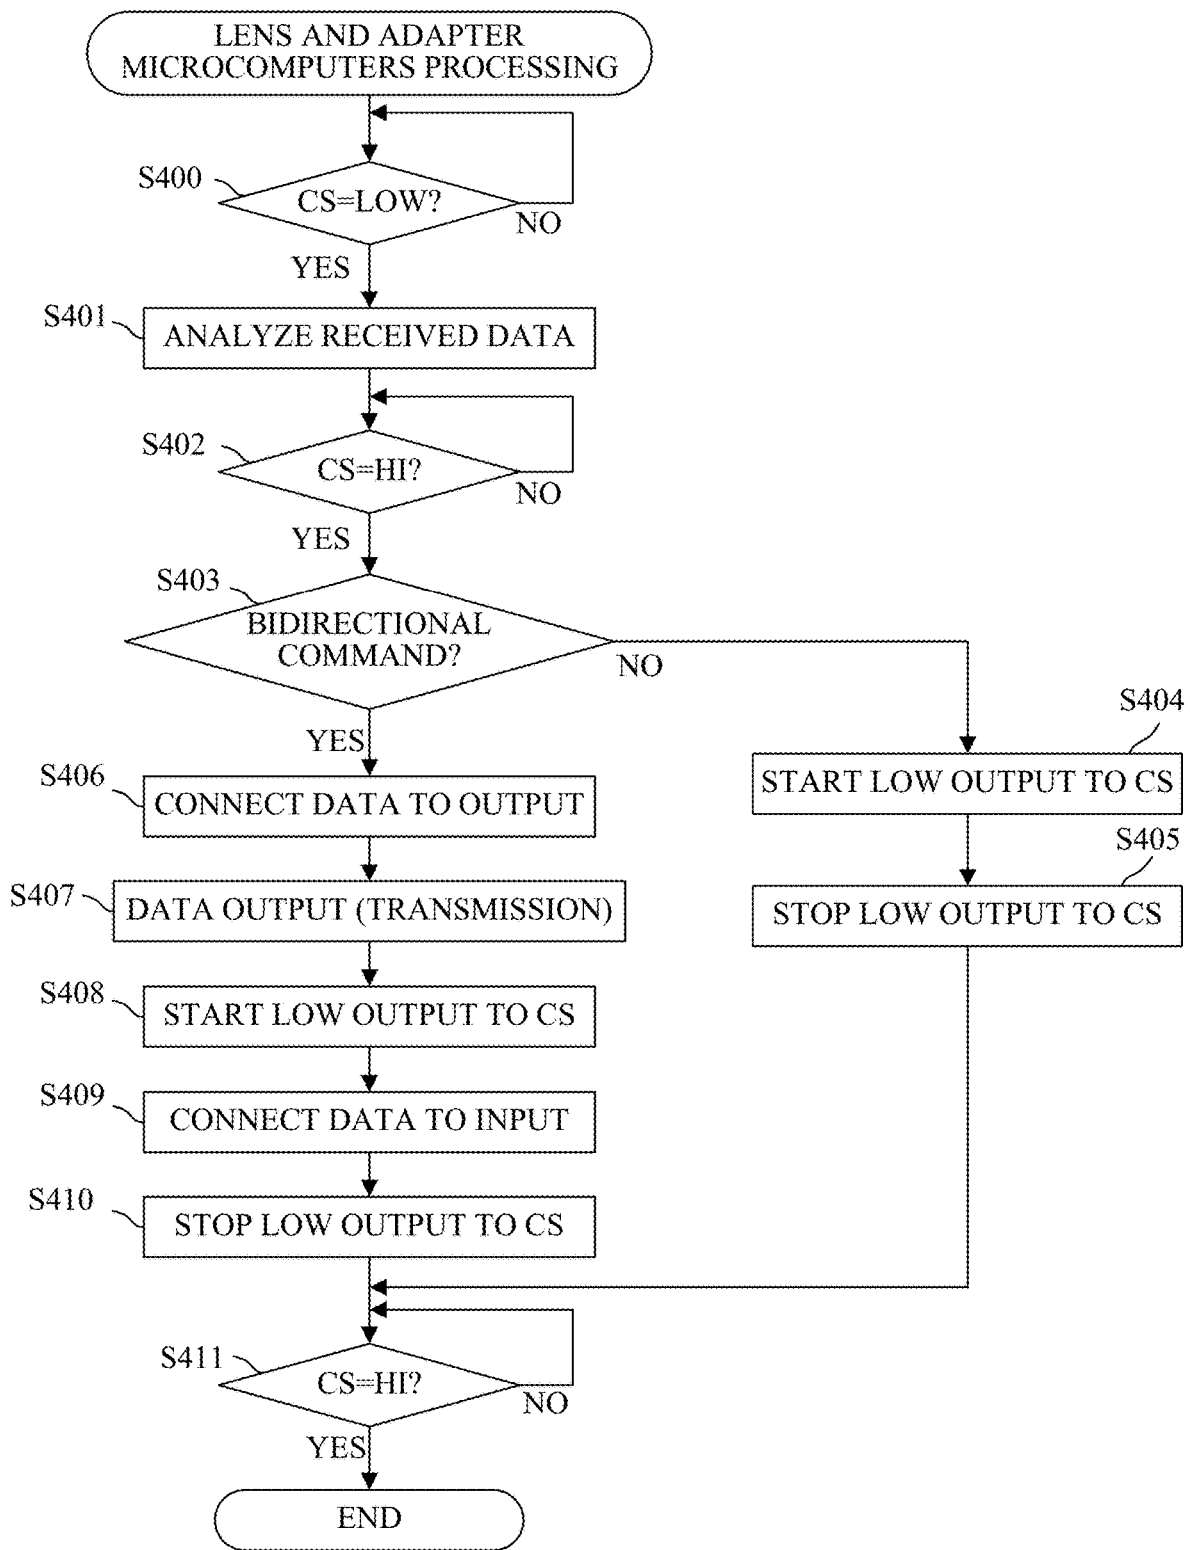 LENS AND ADAPTER
MICROCOMPUTERS PROCESSING
S400
CS=LOW?
NO
YES
S401
ANALYZE RECEIVED DATA
S402
CS=HI?
NO
YES
S403
BIDIRECTIONAL
COMMAND?
NO
YES
S404
START LOW OUTPUT TO CS
S405
STOP LOW OUTPUT TO CS
S406
CONNECT DATA TO OUTPUT
S407
DATA OUTPUT (TRANSMISSION)
S408
START LOW OUTPUT TO CS
S409
CONNECT DATA TO INPUT
S410
STOP LOW OUTPUT TO CS
S411
CS=HI?
NO
YES
END